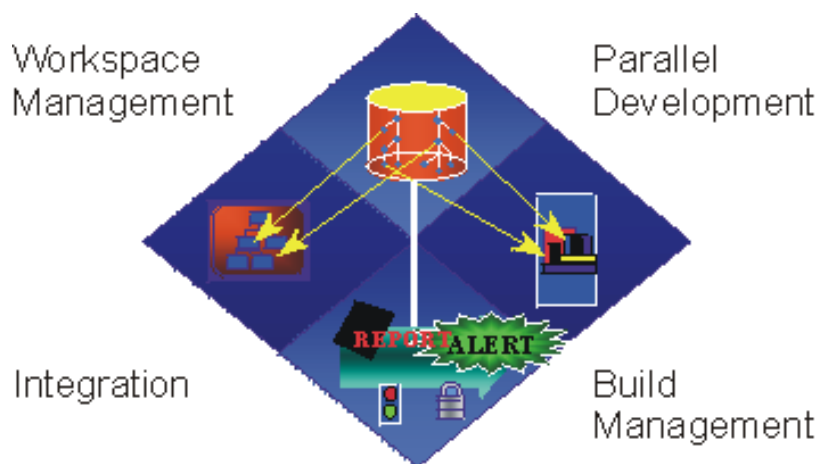 Workspace
Management
Parallel
Development
REPORT
ALERT
Integration
Build
Management